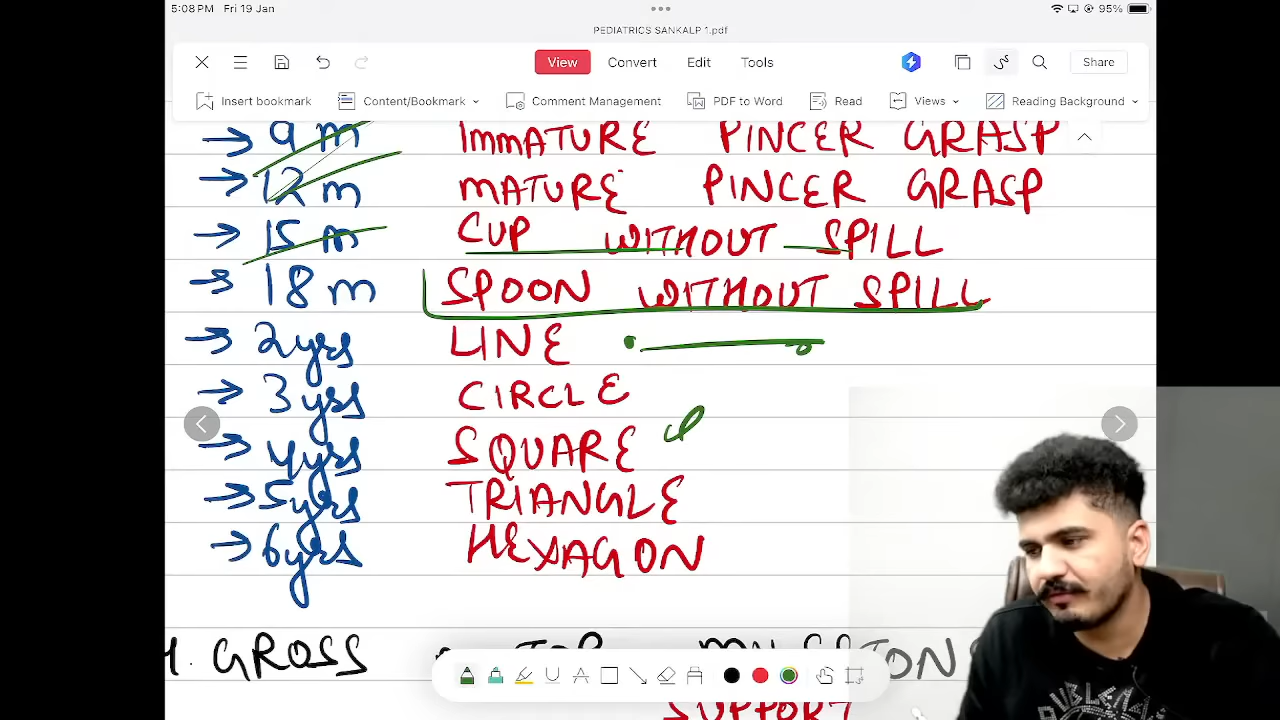 5:08 PM Fri 19 Jan
95%
PEDIATRICS SANKALP 1.pdf
View Convert Edit Tools
Share
Insert bookmark Content/Bookmark Comment Management PDF to Word Read Views Reading Background
→ 9 m IMMATURE PINCER GRASP
→ 12 m MATURE PINCER GRASP
→ 15 m CUP WITHOUT SPILL
→ 18 m SPOON WITHOUT SPILL
→ 2 yrs LINE
→ 3 yrs CIRCLE
→ 4 yrs SQUARE
→ 5 yrs TRIANGLE
→ 6 yrs HEXAGON
GROSS
SUPPORT